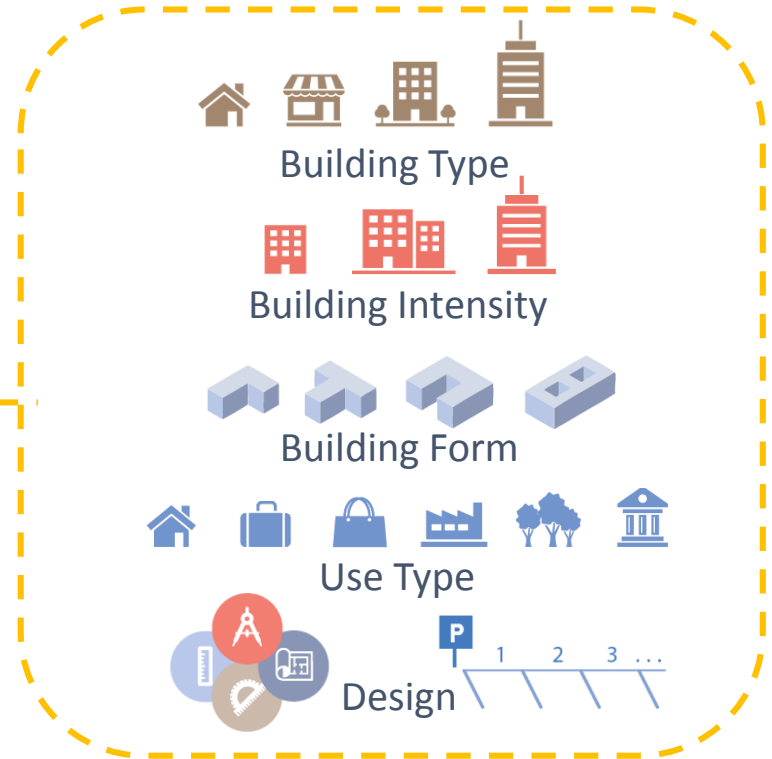 Building Type
Building Intensity
Building Form
Use Type
P
1 2 3 ...
Design